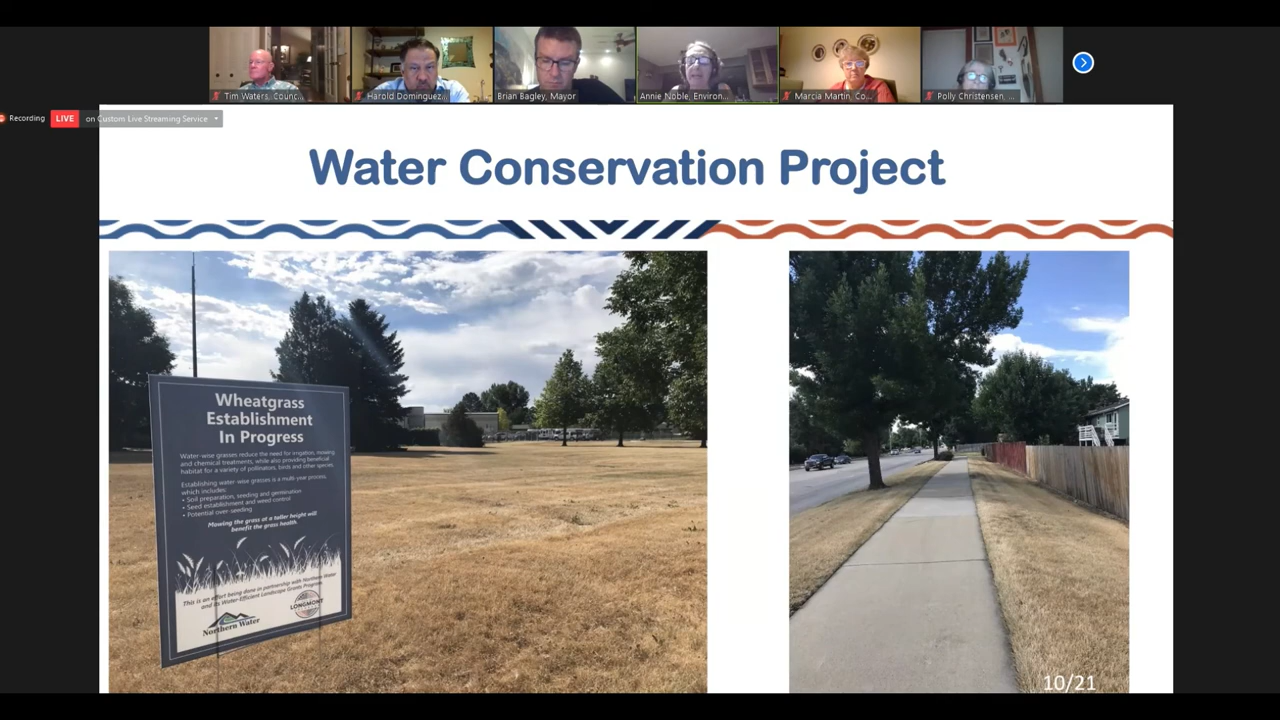 Tim Waters, Counc...
Harold Dominguez...
Brian Bagley, Mayor
Annie Noble, Environ...
Marcia Martin, Co...
Polly Christensen, ...
Recording
LIVE
on Custom Live Streaming Service
Water Conservation Project
Wheatgrass
Establishment
In Progress
Water-wise grasses reduce the need for irrigation, mowing
and chemical treatments, while also providing beneficial
habitat for a variety of pollinators, birds and other species.
Establishing water-wise grasses is a multi-year process,
which includes:
• Soil preparation, seeding and germination
• Seed establishment and weed control
• Potential over-seeding
Mowing the grass at a taller height will
benefit the grass health.
This is an effort being done in partnership with Northern Water
and its Water-Efficient Landscape Grants Program.
Northern Water
LONGMONT
10/21